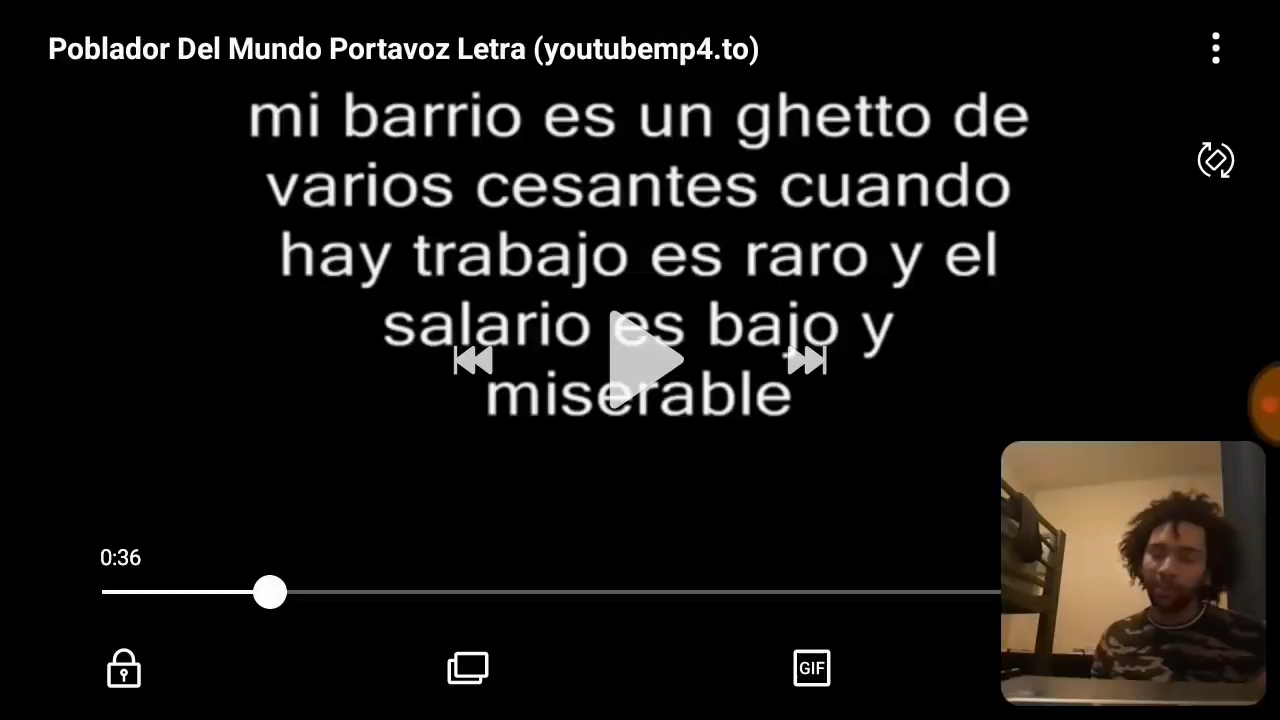 Poblador Del Mundo Portavoz Letra (youtubemp4.to)
mi barrio es un ghetto de
varios cesantes cuando
hay trabajo es raro y el
salario es bajo y
miserable
0:36
GIF